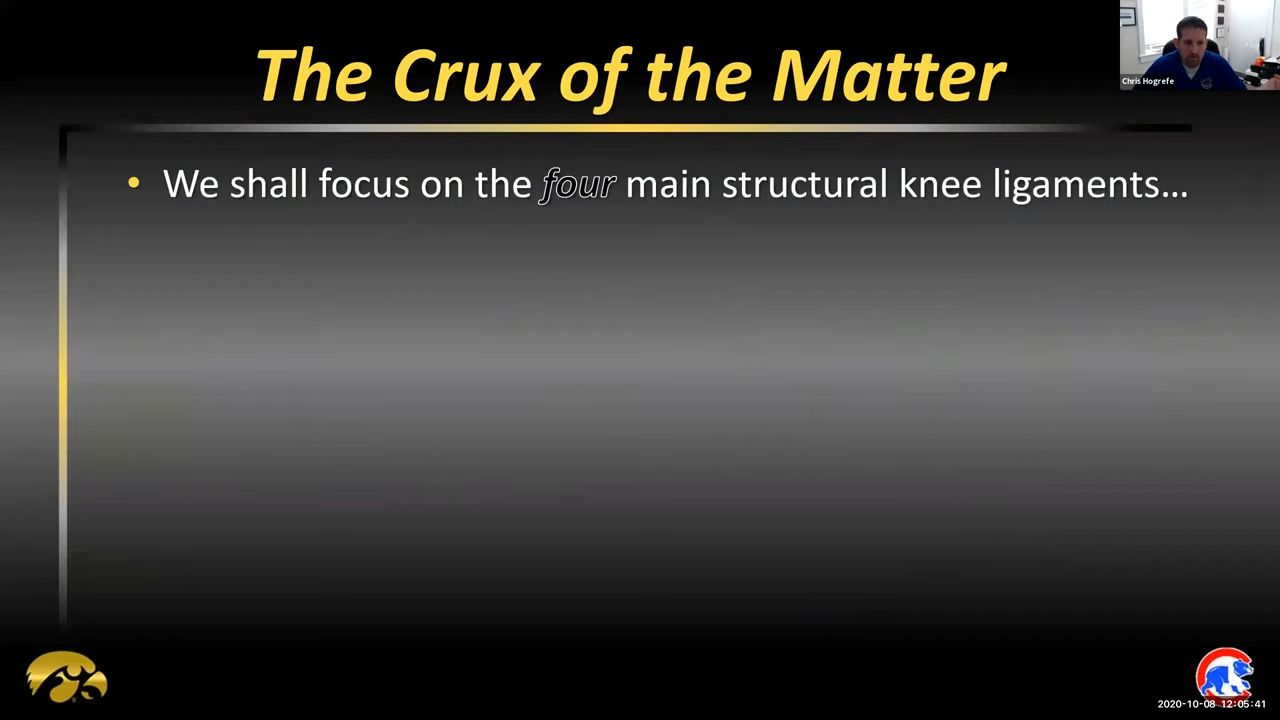 The Crux of the Matter
Chris Hogrefe
• We shall focus on the four main structural knee ligaments...
2020-10-08 12:05:41